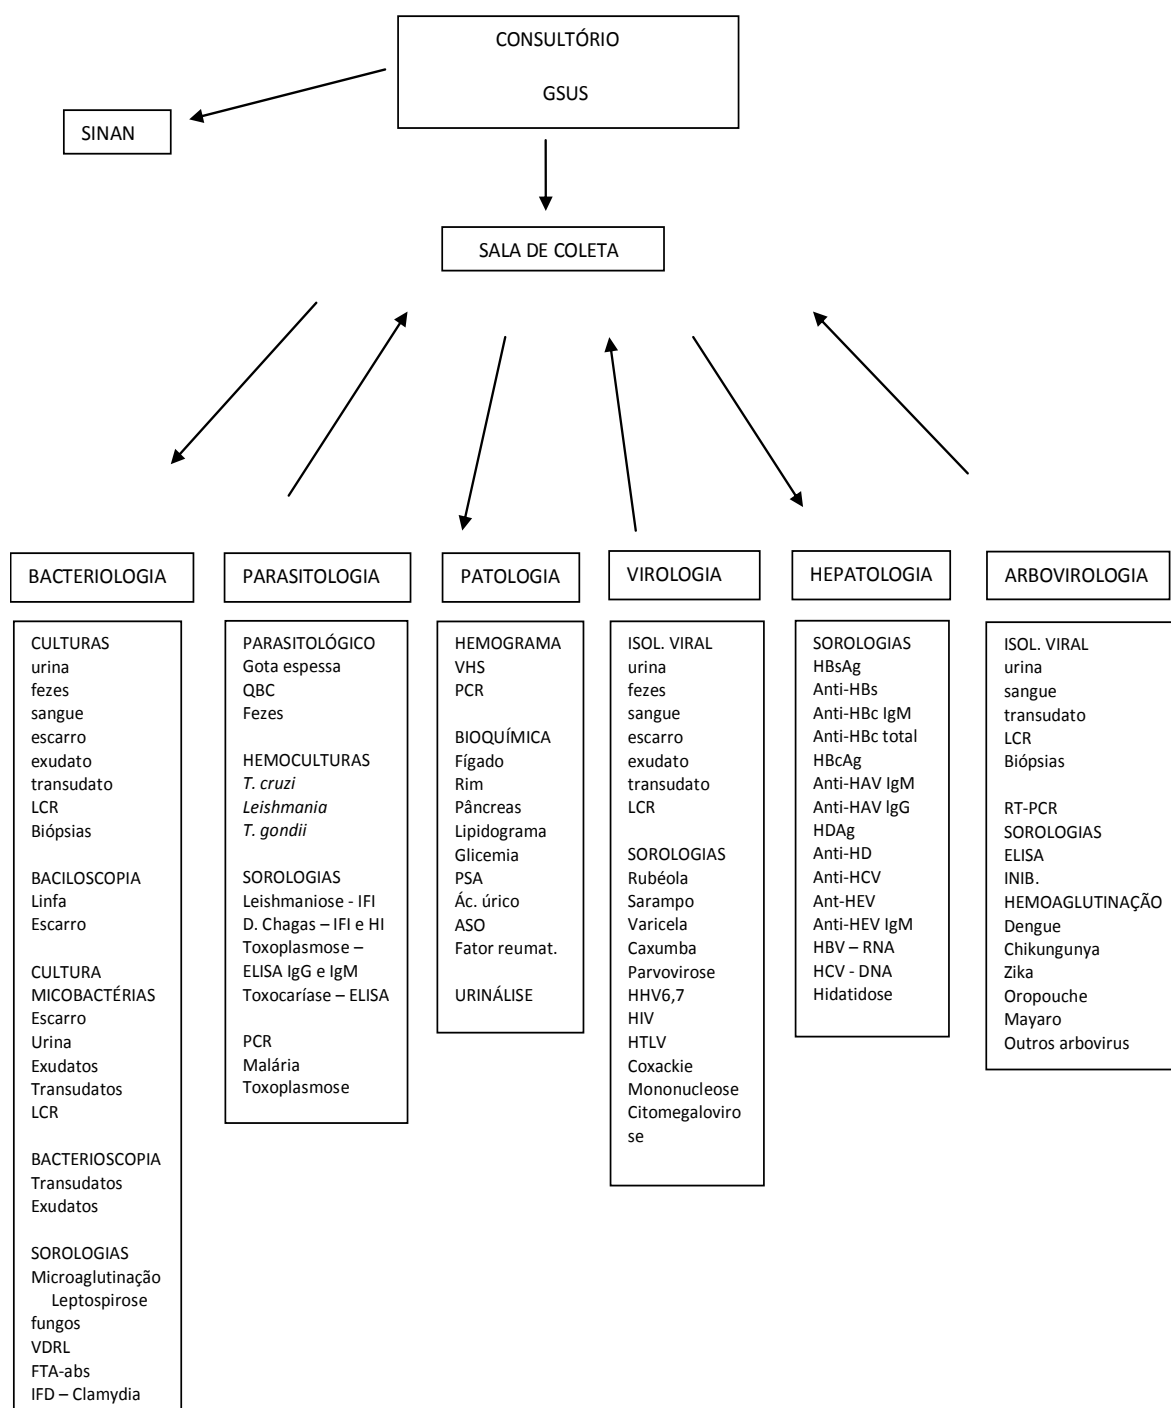 CONSULTÓRIO
GSUS
SINAN
SALA DE COLETA
BACTERIOLOGIA
CULTURAS
urina
fezes
sangue
escarro
exudato
transudato
LCR
Biópsias
BACILOSCOPIA
Linfa
Escarro
CULTURA
MICOBACTÉRIAS
Escarro
Urina
Exudatos
Transudatos
LCR
BACTERIOSCOPIA
Transudatos
Exudatos
SOROLOGIAS
Microaglutinação
Leptospirose
fungos
VDRL
FTA-abs
IFD – Clamydia
PARASITOLOGIA
PARASITOLÓGICO
Gota espessa
QBC
Fezes
HEMOCULTURAS
T. cruzi
Leishmania
T. gondii
SOROLOGIAS
Leishmaniose - IFI
D. Chagas – IFI e HI
Toxoplasmose –
ELISA IgG e IgM
Toxocaríase – ELISA
PCR
Malária
Toxoplasmose
PATOLOGIA
HEMOGRAMA
VHS
PCR
BIOQUÍMICA
Fígado
Rim
Pâncreas
Lipidograma
Glicemia
PSA
Ác. úrico
ASO
Fator reumat.
URINÁLISE
VIROLOGIA
ISOL. VIRAL
urina
fezes
sangue
escarro
exudato
transudato
LCR
SOROLOGIAS
Rubéola
Sarampo
Varicela
Caxumba
Parvovirose
HHV6,7
HIV
HTLV
Coxackie
Mononucleose
Citomegaloviro
se
HEPATOLOGIA
SOROLOGIAS
HBsAg
Anti-HBs
Anti-HBc IgM
Anti-HBc total
HBcAg
Anti-HAV IgM
Anti-HAV IgG
HDAg
Anti-HD
Anti-HCV
Ant-HEV
Anti-HEV IgM
HBV – RNA
HCV - DNA
Hidatidose
ARBOVIROLOGIA
ISOL. VIRAL
urina
sangue
transudato
LCR
Biópsias
RT-PCR
SOROLOGIAS
ELISA
INIB.
HEMOAGLUTINAÇÃO
Dengue
Chikungunya
Zika
Oropouche
Mayaro
Outros arbovirus